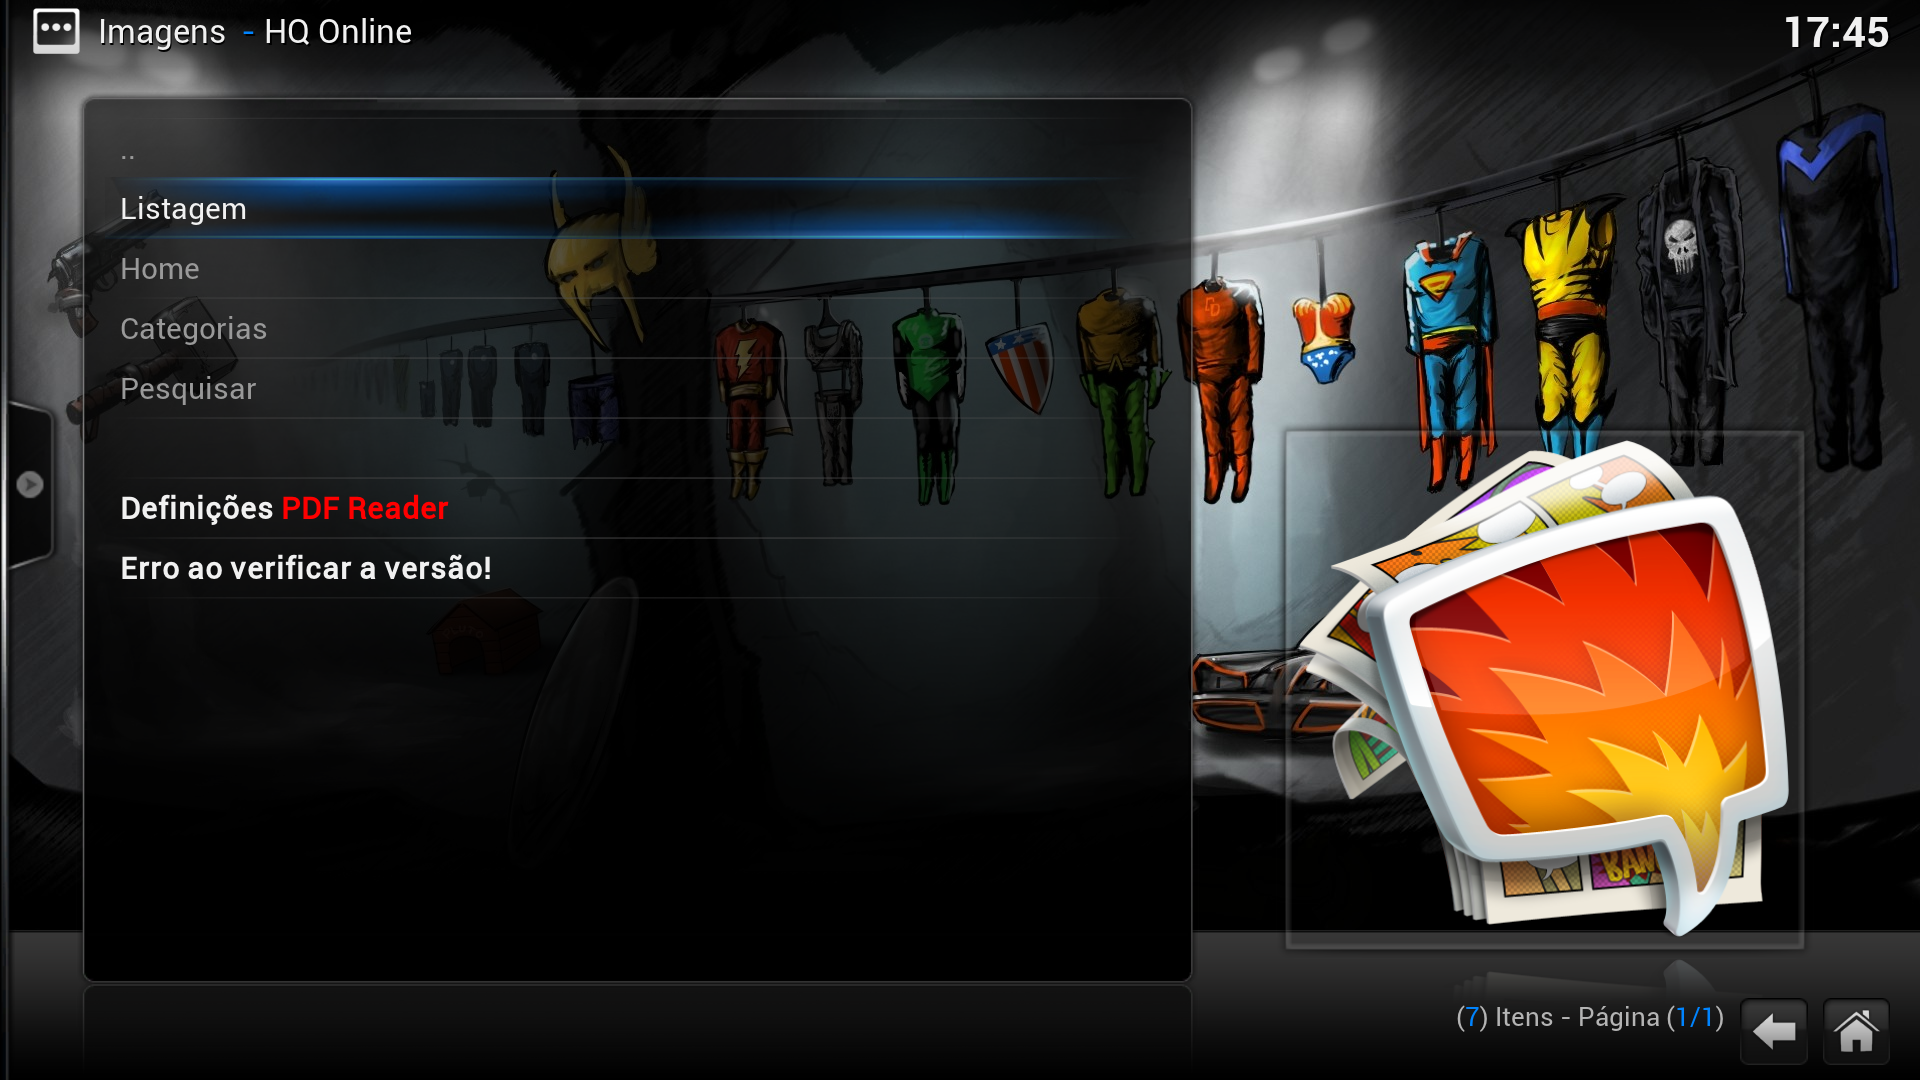 Imagens - HQ Online
17:45
..
Listagem
Home
Categorias
Pesquisar
Definições PDF Reader
Erro ao verificar a versão!
BAM
(7) Itens - Página (1/1)